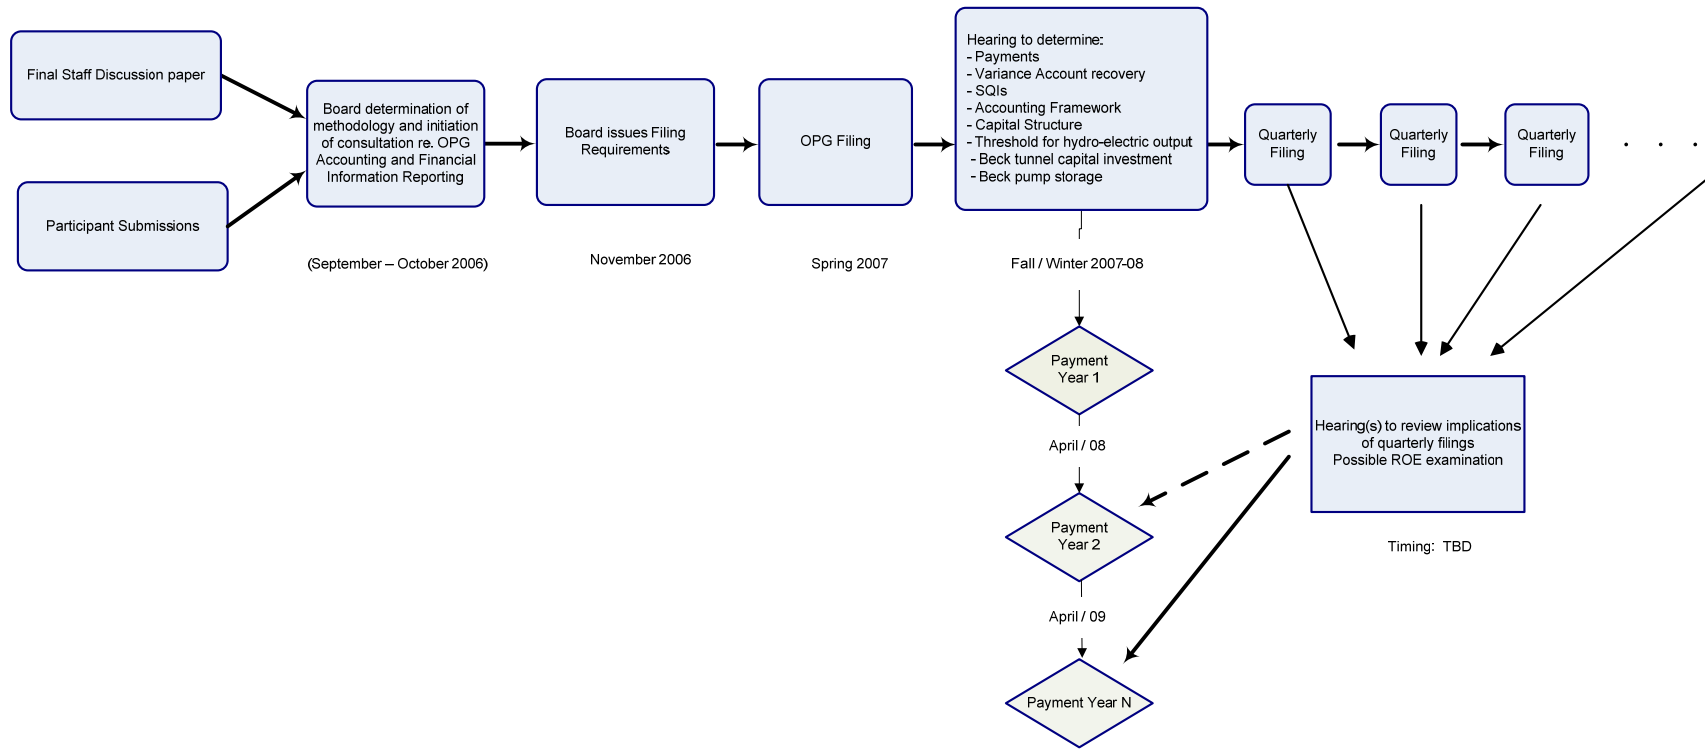 Final Staff Discussion paper
Participant Submissions
Board determination of
methodology and initiation
of consultation re. OPG
Accounting and Financial
Information Reporting
(September – October 2006)
Board issues Filing
Requirements
November 2006
OPG Filing
Spring 2007
Hearing to determine:
- Payments
- Variance Account recovery
- SQIs
- Accounting Framework
- Capital Structure
- Threshold for hydro-electric output
- Beck tunnel capital investment
- Beck pump storage
Fall / Winter 2007-08
Quarterly
Filing
Quarterly
Filing
Quarterly
Filing
. . .
Payment
Year 1
April / 08
Payment
Year 2
April / 09
Payment Year N
Hearing(s) to review implications
of quarterly filings
Possible ROE examination
Timing: TBD